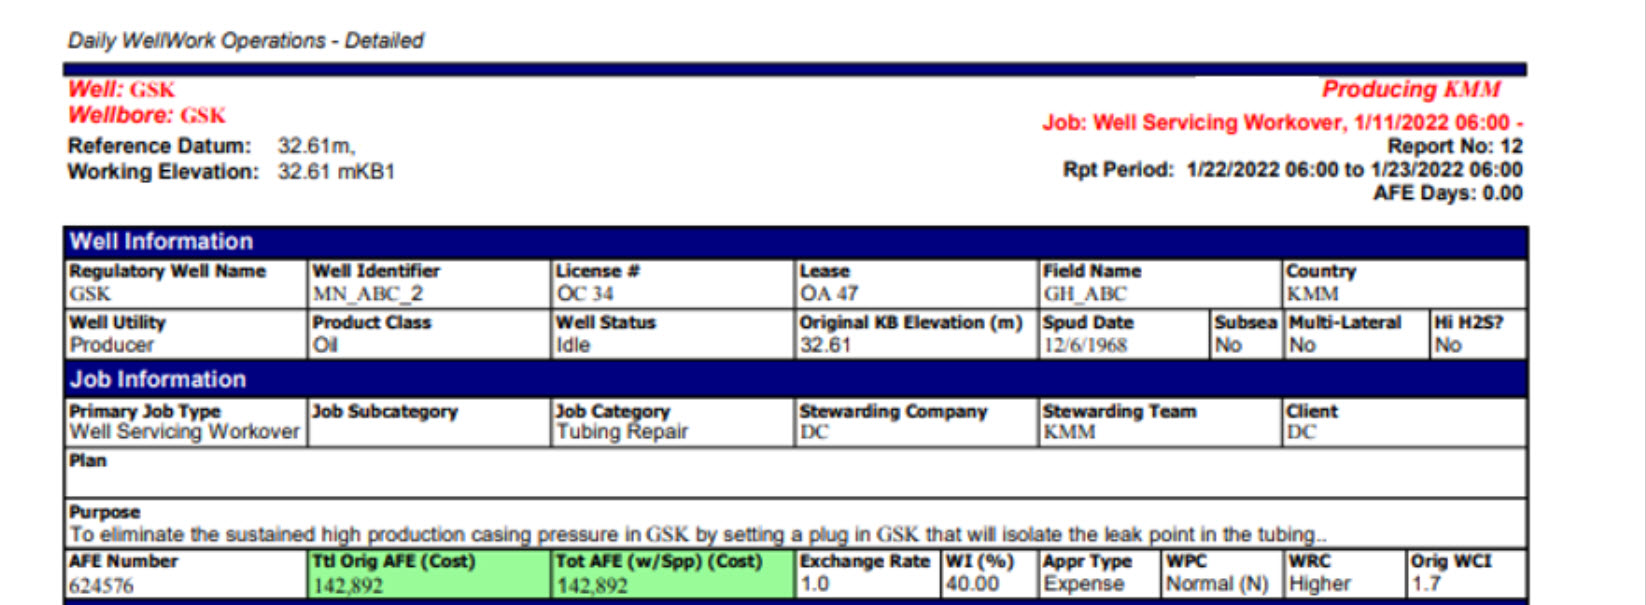 Daily WellWork Operations - Detailed
Well: GSK
Producing KMM
Wellbore: GSK
Job: Well Servicing Workover, 1/11/2022 06:00 -
Reference Datum: 32.61m,
Report No: 12
Working Elevation: 32.61 mKB1
Rpt Period: 1/22/2022 06:00 to 1/23/2022 06:00
AFE Days: 0.00
Well Information
Regulatory Well Name Well Identifier License # Lease Field Name Country
GSK MN_ABC_2 OC 34 OA 47 GH_ABC KMM
Well Utility Product Class Well Status Original KB Elevation (m) Spud Date Subsea Multi-Lateral Hi H2S?
Producer Oil Idle 32.61 12/6/1968 No No No
Job Information
Primary Job Type Job Subcategory Job Category Stewarding Company Stewarding Team Client
Well Servicing Workover Tubing Repair DC KMM DC
Plan
Purpose
To eliminate the sustained high production casing pressure in GSK by setting a plug in GSK that will isolate the leak point in the tubing..
AFE Number Ttl Orig AFE (Cost) Tot AFE (w/Spp) (Cost) Exchange Rate WI (%) Appr Type WPC WRC Orig WCI
624576 142,892 142,892 1.0 40.00 Expense Normal (N) Higher 1.7